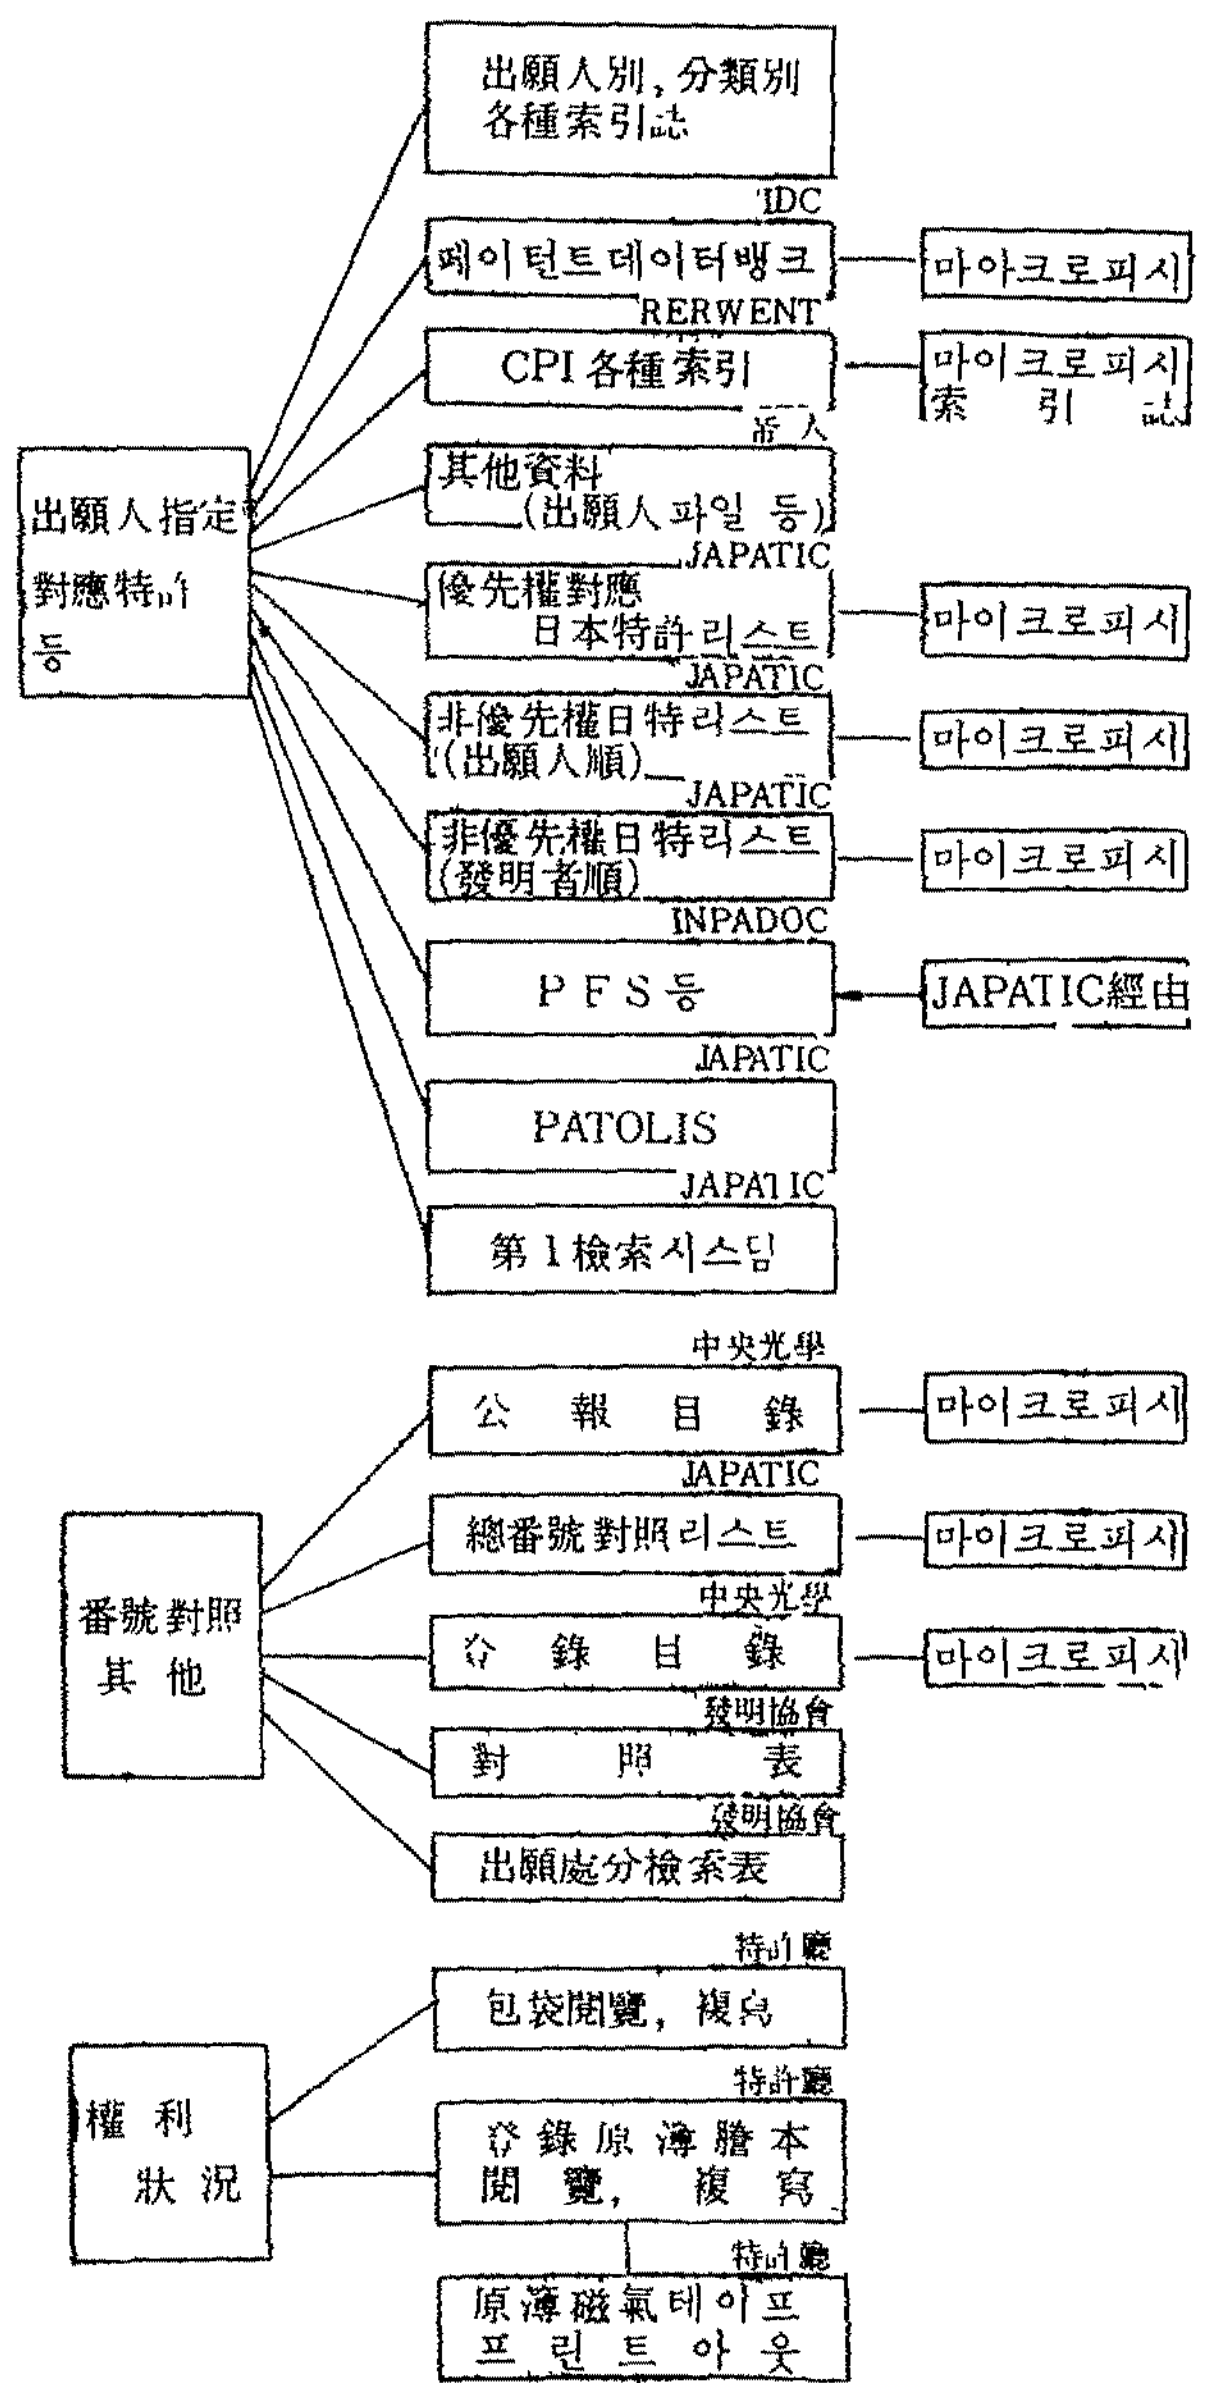 出願人別, 分類別
各種索引誌
IDC
페이턴트데이터뱅크
마아크로피시
RERWENT
CPI 各種索引
마이크로피시
索 引 誌
其他資料
(出願人파일 등)
出願人指定
對應特許
등
JAPATIC
優先權對應
日本特許리스트
마이크로피시
JAPATIC
非優先權日特리스트
(出願人順)
마이크로피시
JAPATIC
非優先權日特리스트
(發明者順)
마이크로피시
INPADOC
P F S 등
JAPATIC經由
JAPATIC
PATOLIS
JAPATIC
第 1 檢索시스팀
中央光學
公 報 目 錄
마이크로피시
JAPATIC
總番號對照리스트
마이크로피시
番號對照
其 他
中央光學
登 錄 目 錄
마이크로피시
發明協會
對 照 表
發明協會
出願處分檢索表
特許廳
包袋閱覽, 複寫
權 利
狀 況
特許廳
登錄原簿謄本
閱 覽, 複 寫
特許廳
原簿磁氣테이프
프 린 트 아 웃